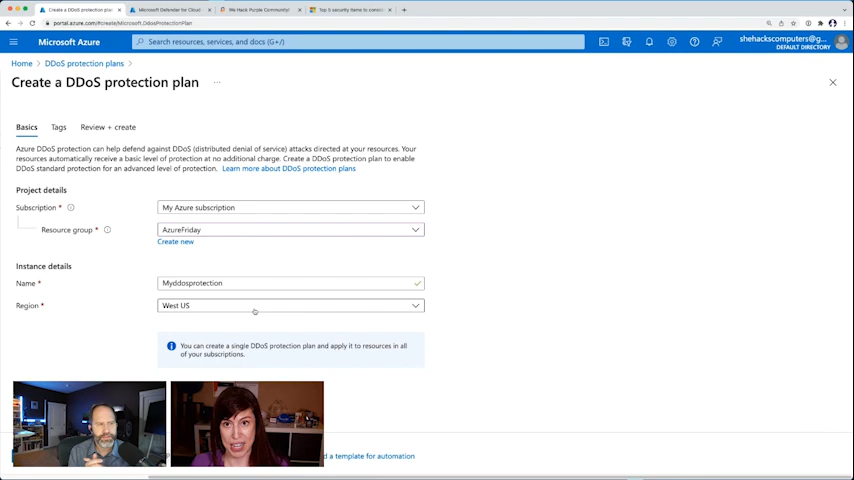 Create a DDoS protection plan
Microsoft Defender for Cloud
We Hack Purple Community!
Top 5 security items to consid
portal.azure.com/#create/Microsoft.DdosProtectionPlan
Microsoft Azure
Search resources, services, and docs (G+/)
shehackscomputers@g...
DEFAULT DIRECTORY
Home > DDoS protection plans >
Create a DDoS protection plan ...
Basics Tags Review + create
Azure DDoS protection can help defend against DDoS (distributed denial of service) attacks directed at your resources. Your
resources automatically receive a basic level of protection at no additional charge. Create a DDoS protection plan to enable
DDoS standard protection for an advanced level of protection. Learn more about DDoS protection plans
Project details
Subscription * My Azure subscription
Resource group * AzureFriday
Create new
Instance details
Name * Myddosprotection
Region * West US
You can create a single DDoS protection plan and apply it to resources in all
of your subscriptions.
a template for automation